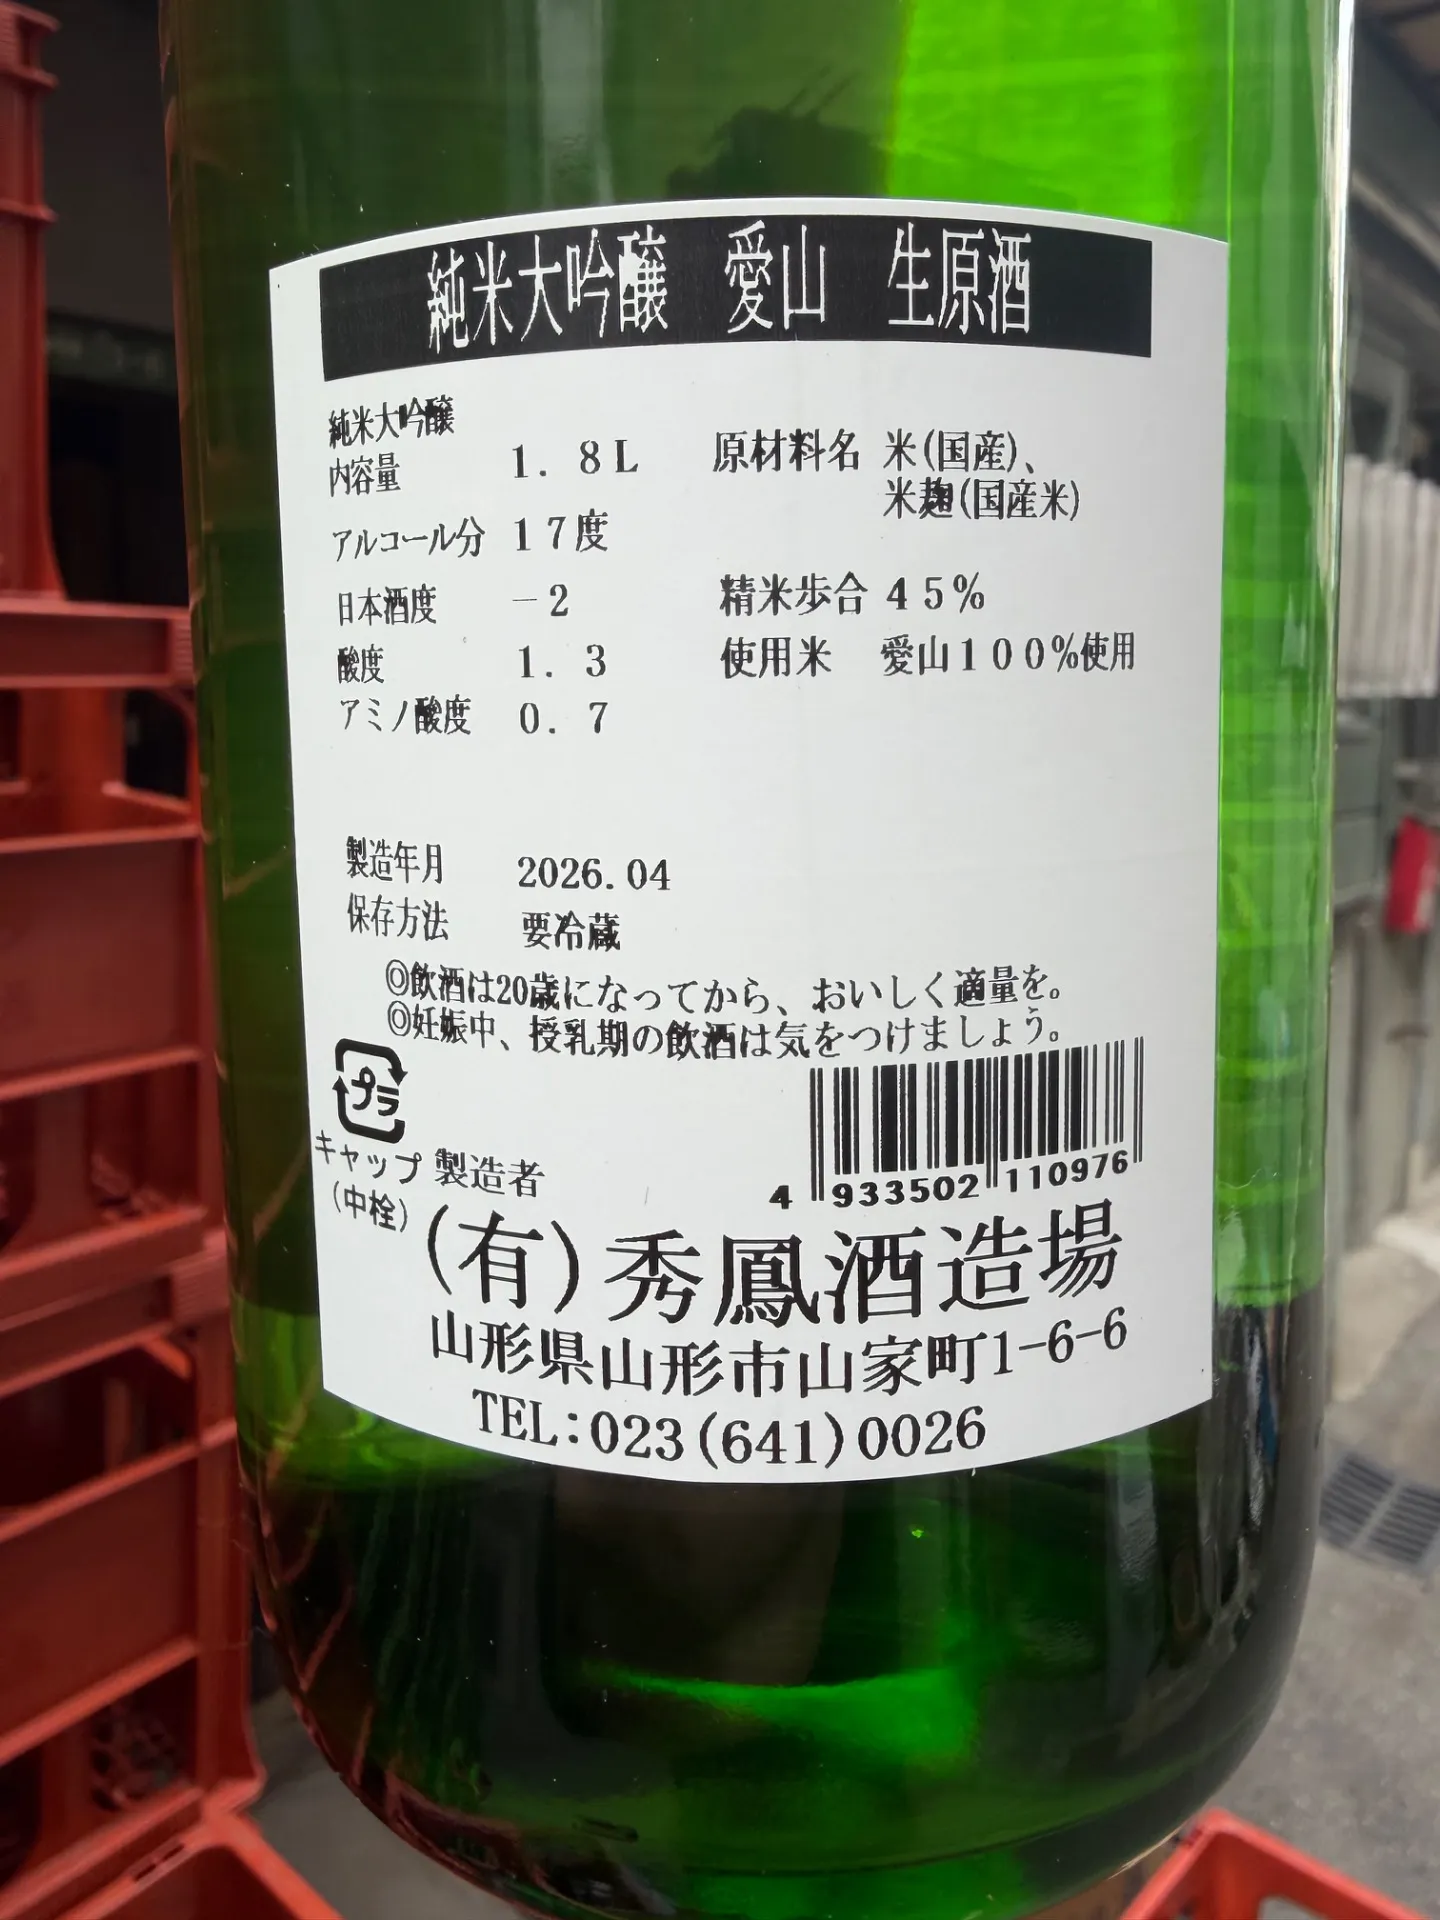 純米大吟醸　愛山　生原酒
純米大吟醸
内容量　1.8L
アルコール分　17度
日本酒度　－2
酸度　1.3
アミノ酸度　0.7
原材料名　米(国産)、
米麹(国産米)
精米歩合　45%
使用米　愛山100%使用
製造年月　2026.04
保存方法　要冷蔵
◎飲酒は20歳になってから、おいしく適量を。
◎妊娠中、授乳期の飲酒は気をつけましょう。
プラ
キャップ
(中栓)
4 933502 110976
製造者
(有)秀鳳酒造場
山形県山形市山家町1-6-6
TEL:023(641)0026